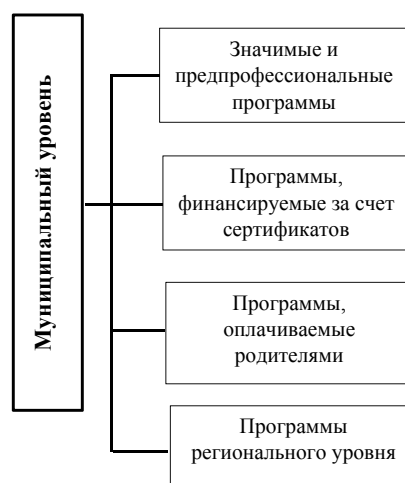 Муниципальный уровень
Значимые и
предпрофессиональные
программы
Программы,
финансируемые за счет
сертификатов
Программы,
оплачиваемые
родителями
Программы
регионального уровня